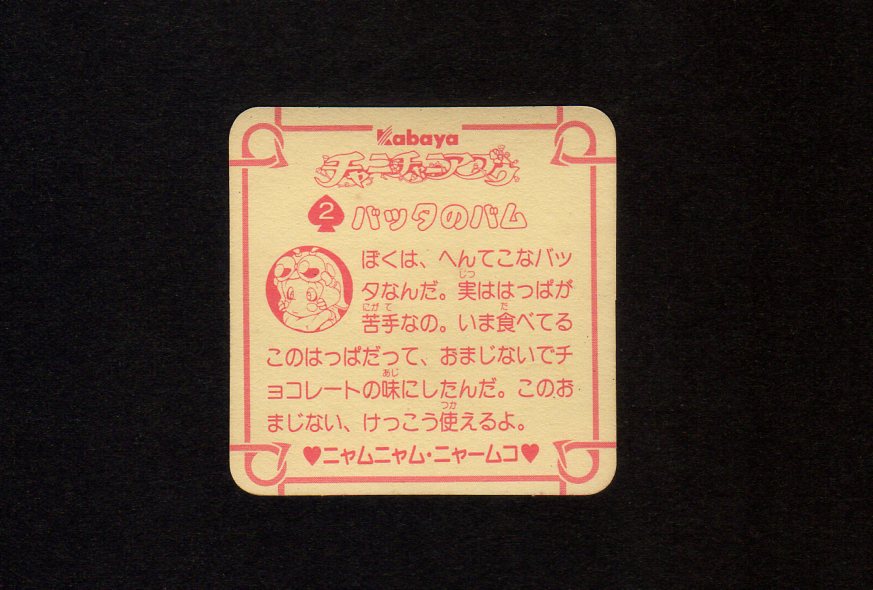 Kabaya
チャニチャニアップ
2 バッタのバム
ぼくは、へんてこなバッ
タなんだ。実ははっぱが
苦手なの。いま食べてる
このはっぱだって、おまじないでチ
ョコレートの味にしたんだ。このお
まじない、けっこう使えるよ。
♥ニャムニャム・ニャームコ♥